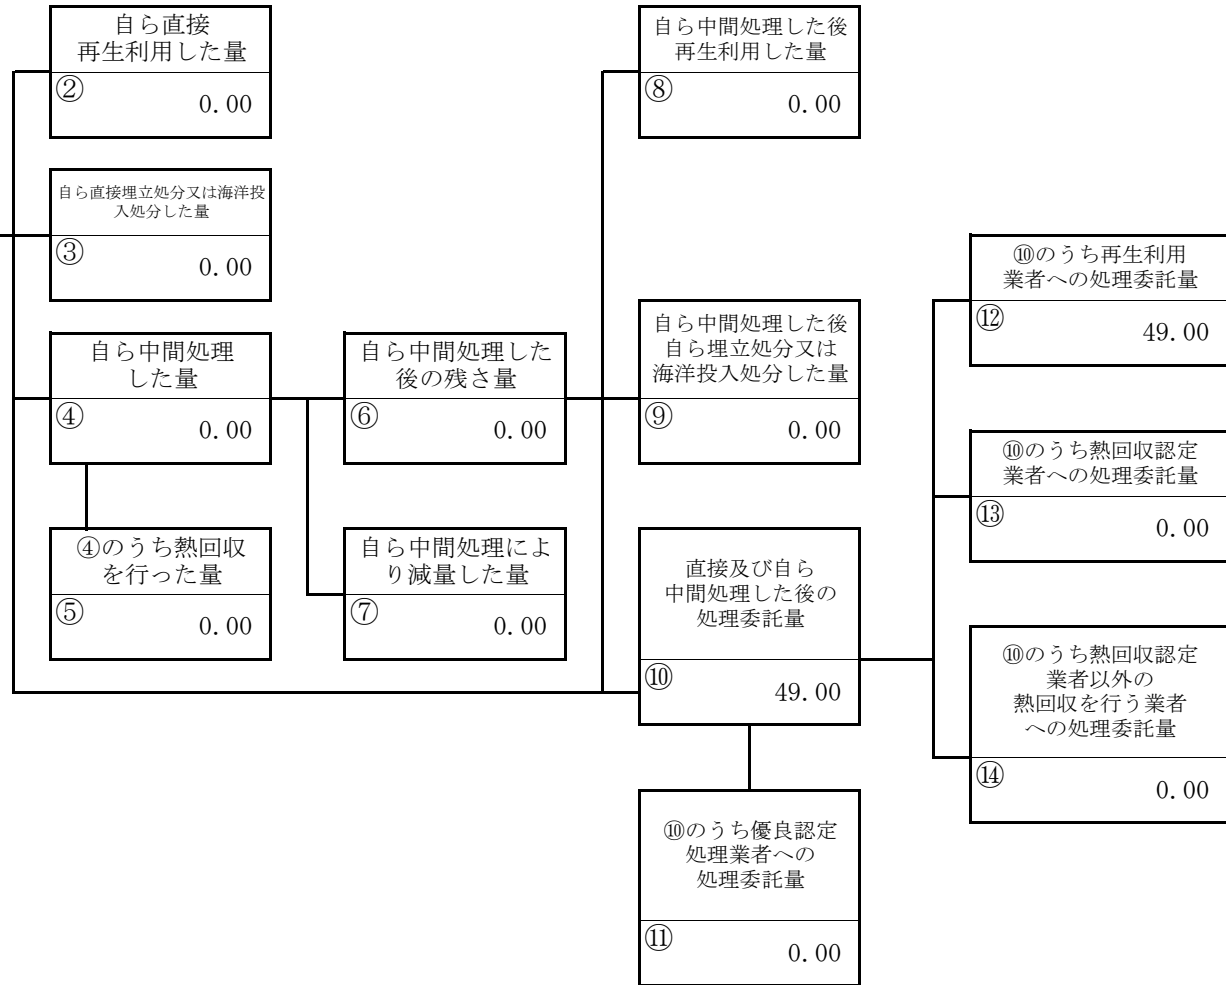 自ら直接
再生利用した量
②
0.00
自ら直接埋立処分又は海洋投
入処分した量
③
0.00
自ら中間処理
した量
④
0.00
④のうち熱回収
を行った量
⑤
0.00
自ら中間処理した
後の残さ量
⑥
0.00
自ら中間処理によ
り減量した量
⑦
0.00
自ら中間処理した後
再生利用した量
⑧
0.00
自ら中間処理した後
自ら埋立処分又は
海洋投入処分した量
⑨
0.00
直接及び自ら
中間処理した後の
処理委託量
⑩
49.00
⑩のうち優良認定
処理業者への
処理委託量
⑪
0.00
⑩のうち再生利用
業者への処理委託量
⑫
49.00
⑩のうち熱回収認定
業者への処理委託量
⑬
0.00
⑩のうち熱回収認定
業者以外の
熱回収を行う業者
への処理委託量
⑭
0.00